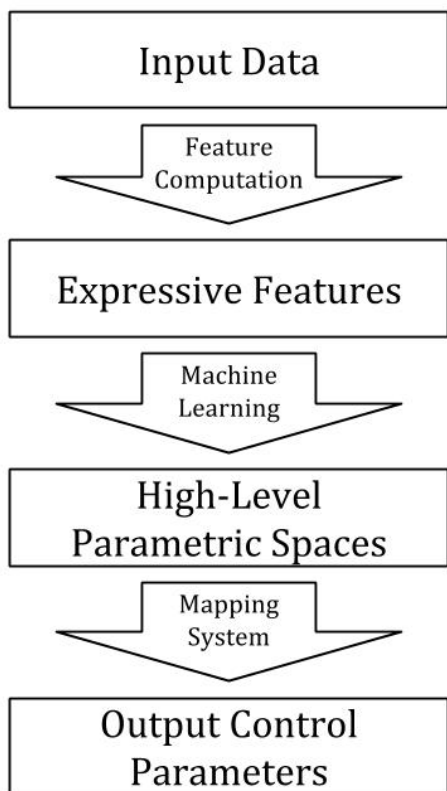 Input Data
Feature
Computation
Expressive Features
Machine
Learning
High-Level
Parametric Spaces
Mapping
System
Output Control
Parameters